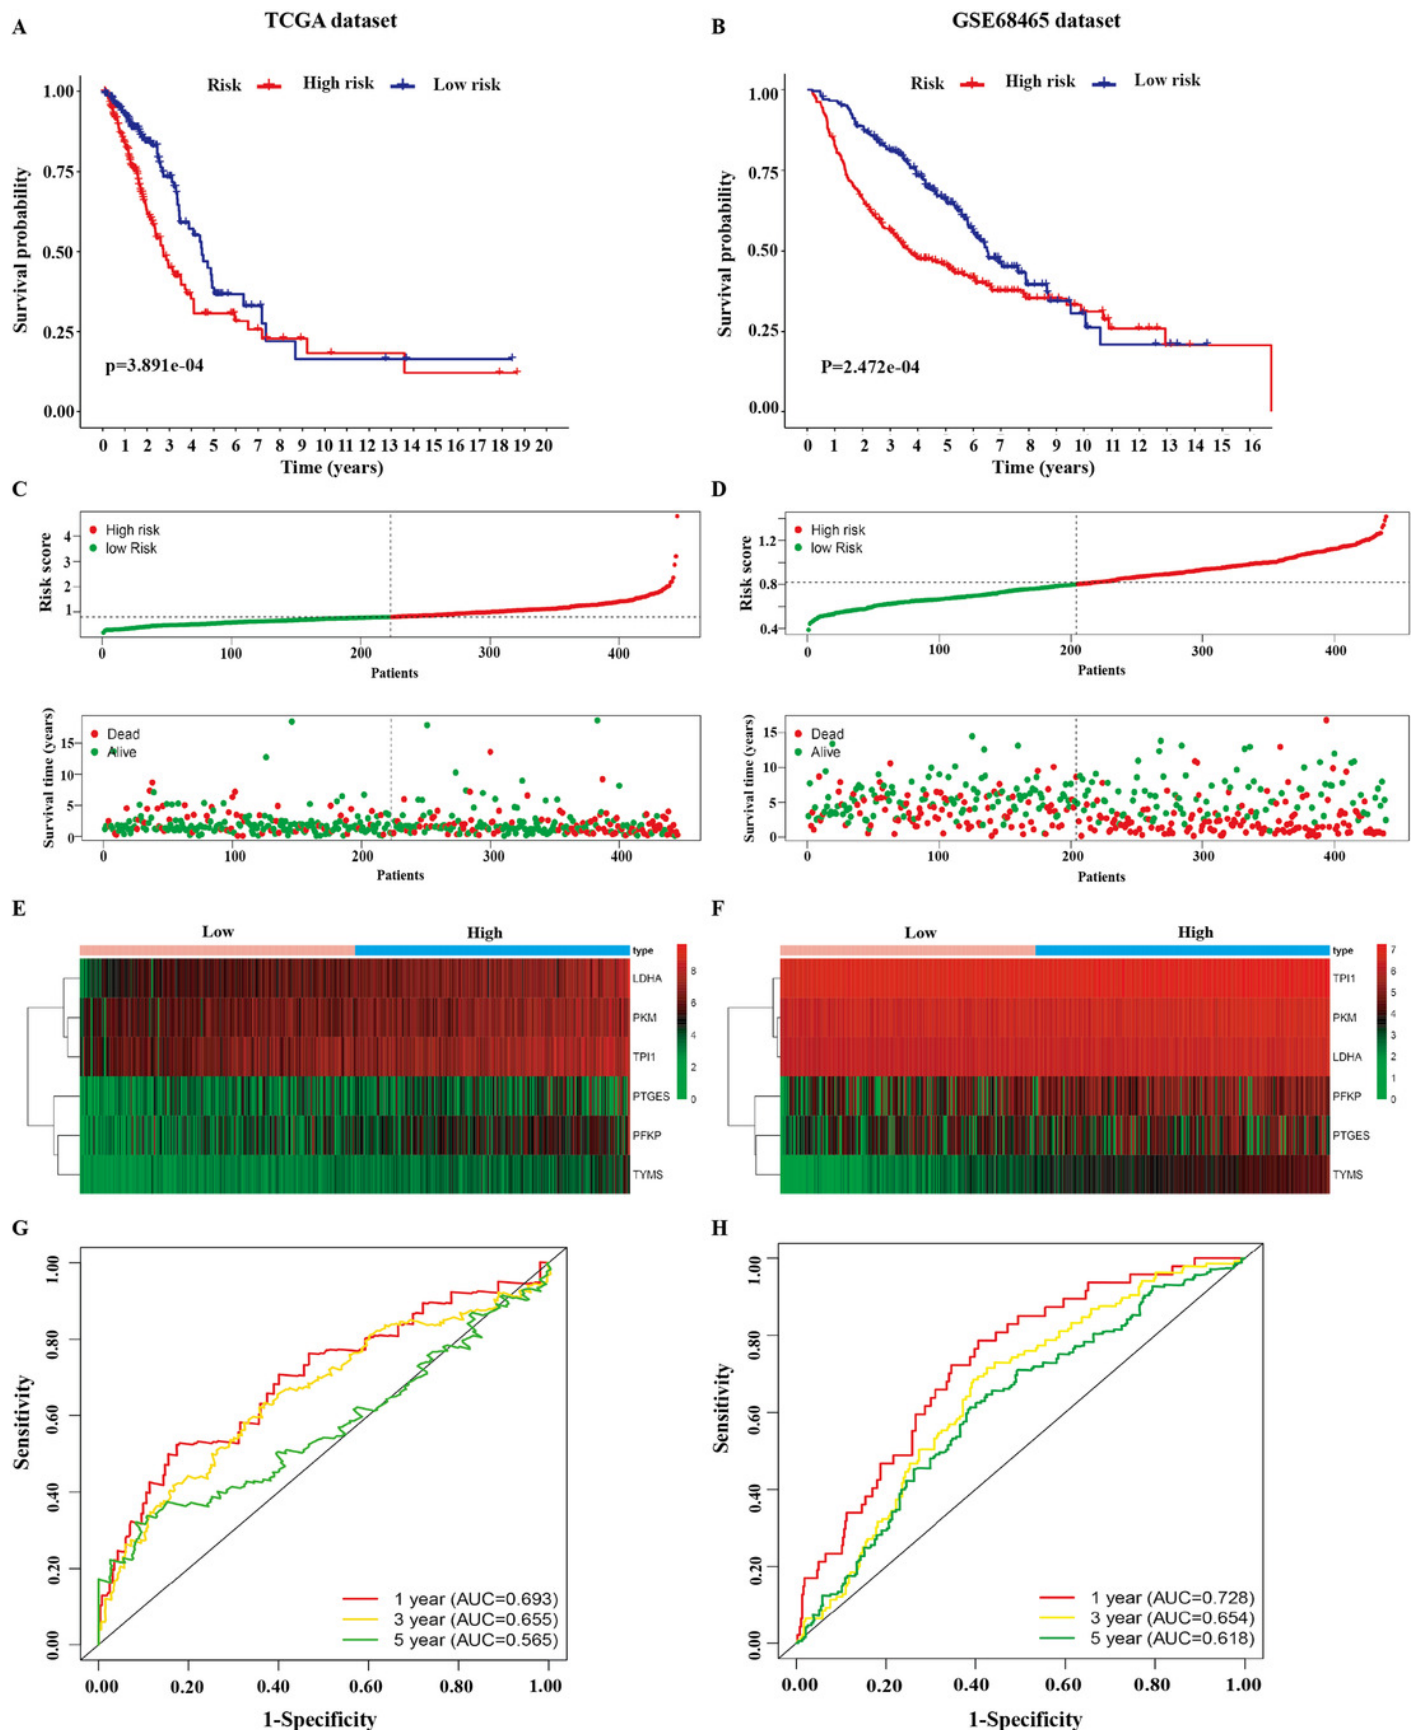 A
TCGA dataset
B
GSE68465 dataset
Risk High risk Low risk
Survival probability
1.00
0.75
0.50
0.25
0.00
p=3.891e-04
0 1 2 3 4 5 6 7 8 9 10 11 12 13 14 15 16 17 18 19 20
Time (years)
Risk High risk Low risk
Survival probability
1.00
0.75
0.50
0.25
0.00
P=2.472e-04
0 1 2 3 4 5 6 7 8 9 10 11 12 13 14 15 16
Time (years)
C
Risk score
4
3
2
1
High risk
low Risk
0 100 200 300 400
Patients
D
Risk score
1.2
0.8
0.4
High risk
low Risk
0 100 200 300 400
Patients
Survival time (years)
15
10
5
0
Dead
Alive
0 100 200 300 400
Patients
Survival time (years)
15
10
5
0
Dead
Alive
0 100 200 300 400
Patients
E
Low High
type
LDHA
PKM
TPI1
PTGES
PFKP
TYMS
8
6
4
2
0
F
Low High
type
TPI1
PKM
LDHA
PFKP
PTGES
TYMS
7
6
5
4
3
2
1
0
G
Sensitivity
1.00
0.80
0.60
0.40
0.20
0.00
1 year (AUC=0.693)
3 year (AUC=0.655)
5 year (AUC=0.565)
0.00 0.20 0.40 0.60 0.80 1.00
1-Specificity
H
Sensitivity
1.00
0.80
0.60
0.40
0.20
0.00
1 year (AUC=0.728)
3 year (AUC=0.654)
5 year (AUC=0.618)
0.00 0.20 0.40 0.60 0.80 1.00
1-Specificity